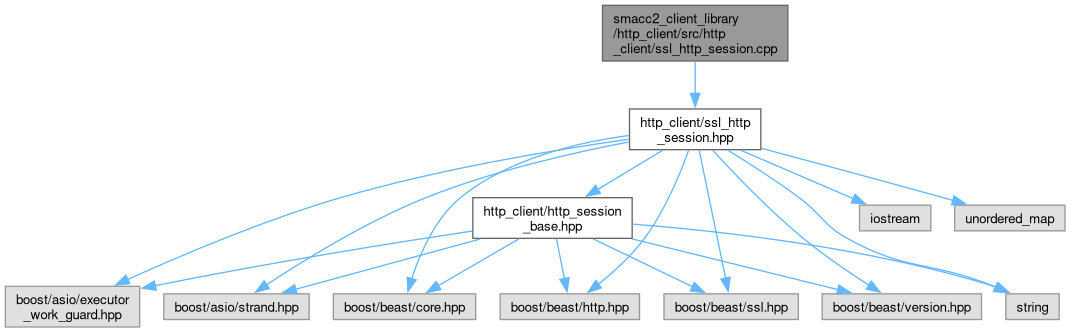 smacc2_client_library
/http_client/src/http
_client/ssl_http_session.cpp
http_client/ssl_http
_session.hpp
http_client/http_session
_base.hpp
iostream
unordered_map
boost/asio/executor
_work_guard.hpp
boost/asio/strand.hpp
boost/beast/core.hpp
boost/beast/http.hpp
boost/beast/ssl.hpp
boost/beast/version.hpp
string